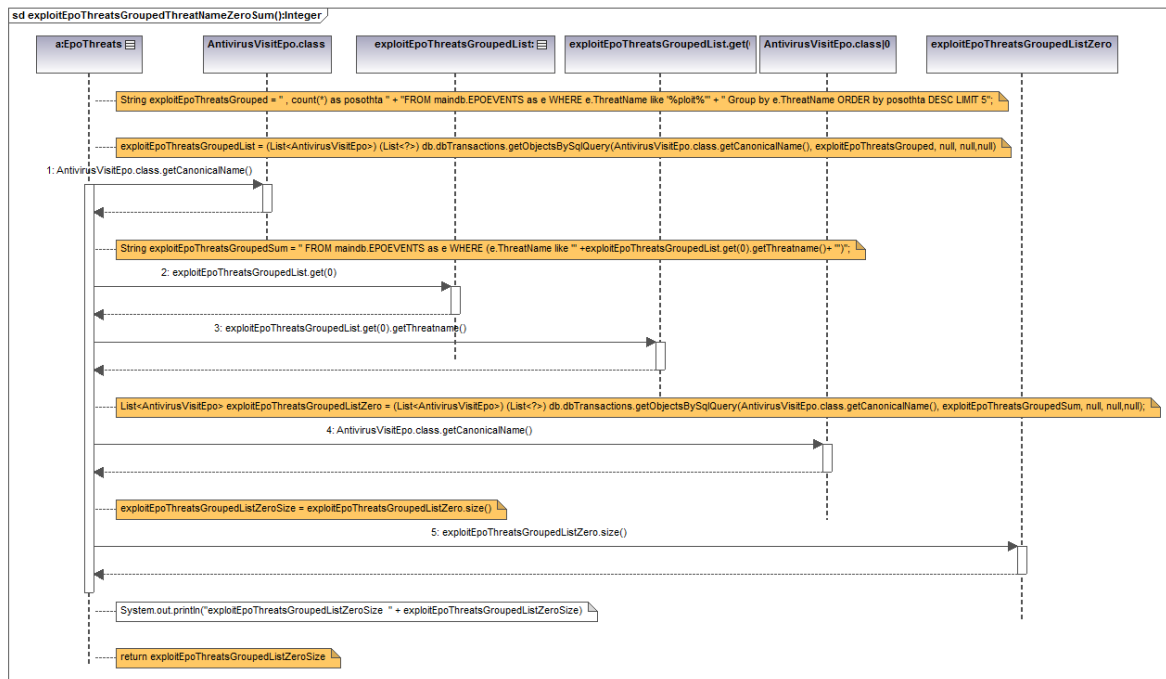 sd exploitEpoThreatsGroupedThreatNameZeroSum():Integer
a:EpoThreats
AntivirusVisitEpo.class
exploitEpoThreatsGroupedList:
exploitEpoThreatsGroupedList.get(
AntivirusVisitEpo.class|0
exploitEpoThreatsGroupedListZero
String exploitEpoThreatsGrouped = " , count(*) as posothta " + "FROM maindb.EPOEVENTS as e WHERE e.ThreatName like '%ploit%'" + " Group by e.ThreatName ORDER by posothta DESC LIMIT 5";
exploitEpoThreatsGroupedList = (List<AntivirusVisitEpo>) (List<?>) db.dbTransactions.getObjectsBySqlQuery(AntivirusVisitEpo.class.getCanonicalName(), exploitEpoThreatsGrouped, null, null,null)
1: AntivirusVisitEpo.class.getCanonicalName()
String exploitEpoThreatsGroupedSum = " FROM maindb.EPOEVENTS as e WHERE (e.ThreatName like '" +exploitEpoThreatsGroupedList.get(0).getThreatname()+ "')";
2: exploitEpoThreatsGroupedList.get(0)
3: exploitEpoThreatsGroupedList.get(0).getThreatname()
List<AntivirusVisitEpo> exploitEpoThreatsGroupedListZero = (List<AntivirusVisitEpo>) (List<?>) db.dbTransactions.getObjectsBySqlQuery(AntivirusVisitEpo.class.getCanonicalName(), exploitEpoThreatsGroupedSum, null, null,null);
4: AntivirusVisitEpo.class.getCanonicalName()
exploitEpoThreatsGroupedListZeroSize = exploitEpoThreatsGroupedListZero.size()
5: exploitEpoThreatsGroupedListZero.size()
System.out.println("exploitEpoThreatsGroupedListZeroSize  " + exploitEpoThreatsGroupedListZeroSize)
return exploitEpoThreatsGroupedListZeroSize